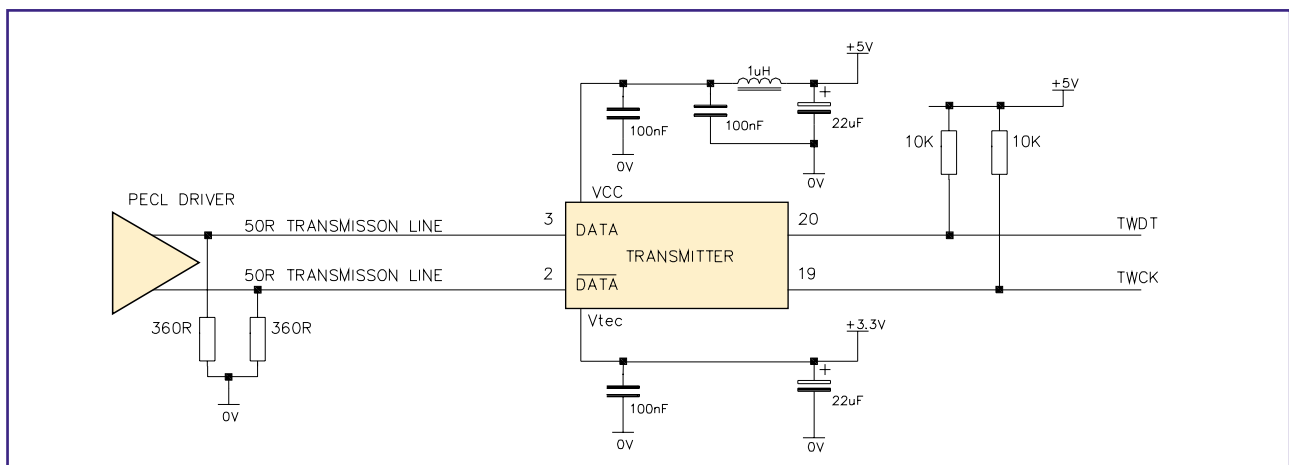 +5V
1uH
+
100nF
100nF
22uF
0V
0V
+5V
10K
10K
PECL DRIVER
VCC
50R TRANSMISSON LINE
3
DATA
20
TWDT
TRANSMITTER
50R TRANSMISSON LINE
2
DATA
19
TWCK
360R
360R
0V
Vtec
+3.3V
+
100nF
22uF
0V
0V